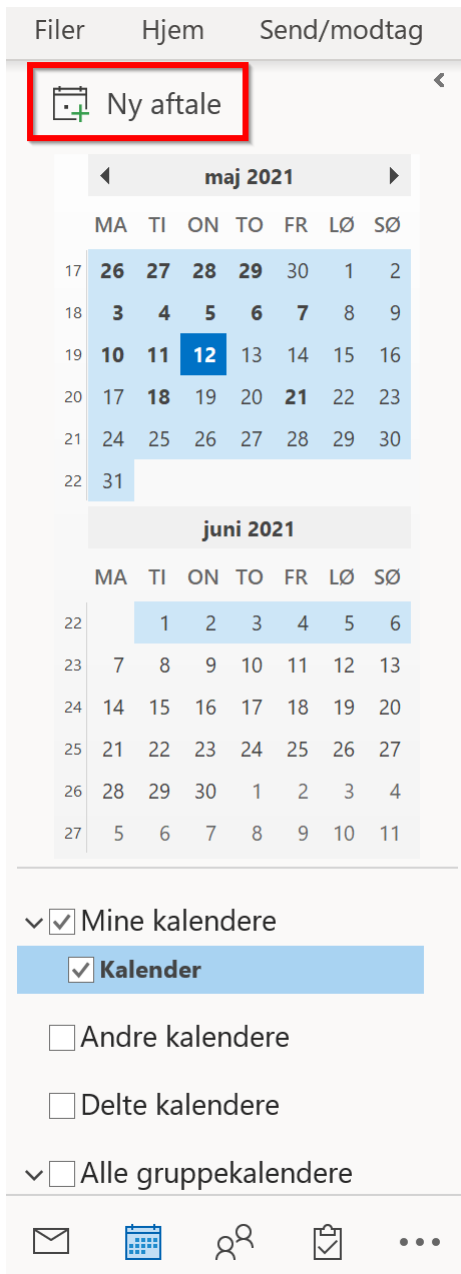 Filer Hjem Send/modtag
Ny aftale
maj 2021
MA TI ON TO FR LØ SØ
17 26 27 28 29 30 1 2
18 3 4 5 6 7 8 9
19 10 11 12 13 14 15 16
20 17 18 19 20 21 22 23
21 24 25 26 27 28 29 30
22 31
juni 2021
MA TI ON TO FR LØ SØ
22 1 2 3 4 5 6
23 7 8 9 10 11 12 13
24 14 15 16 17 18 19 20
25 21 22 23 24 25 26 27
26 28 29 30 1 2 3 4
27 5 6 7 8 9 10 11
Mine kalendere
Kalender
Andre kalendere
Delte kalendere
Alle gruppekalendere